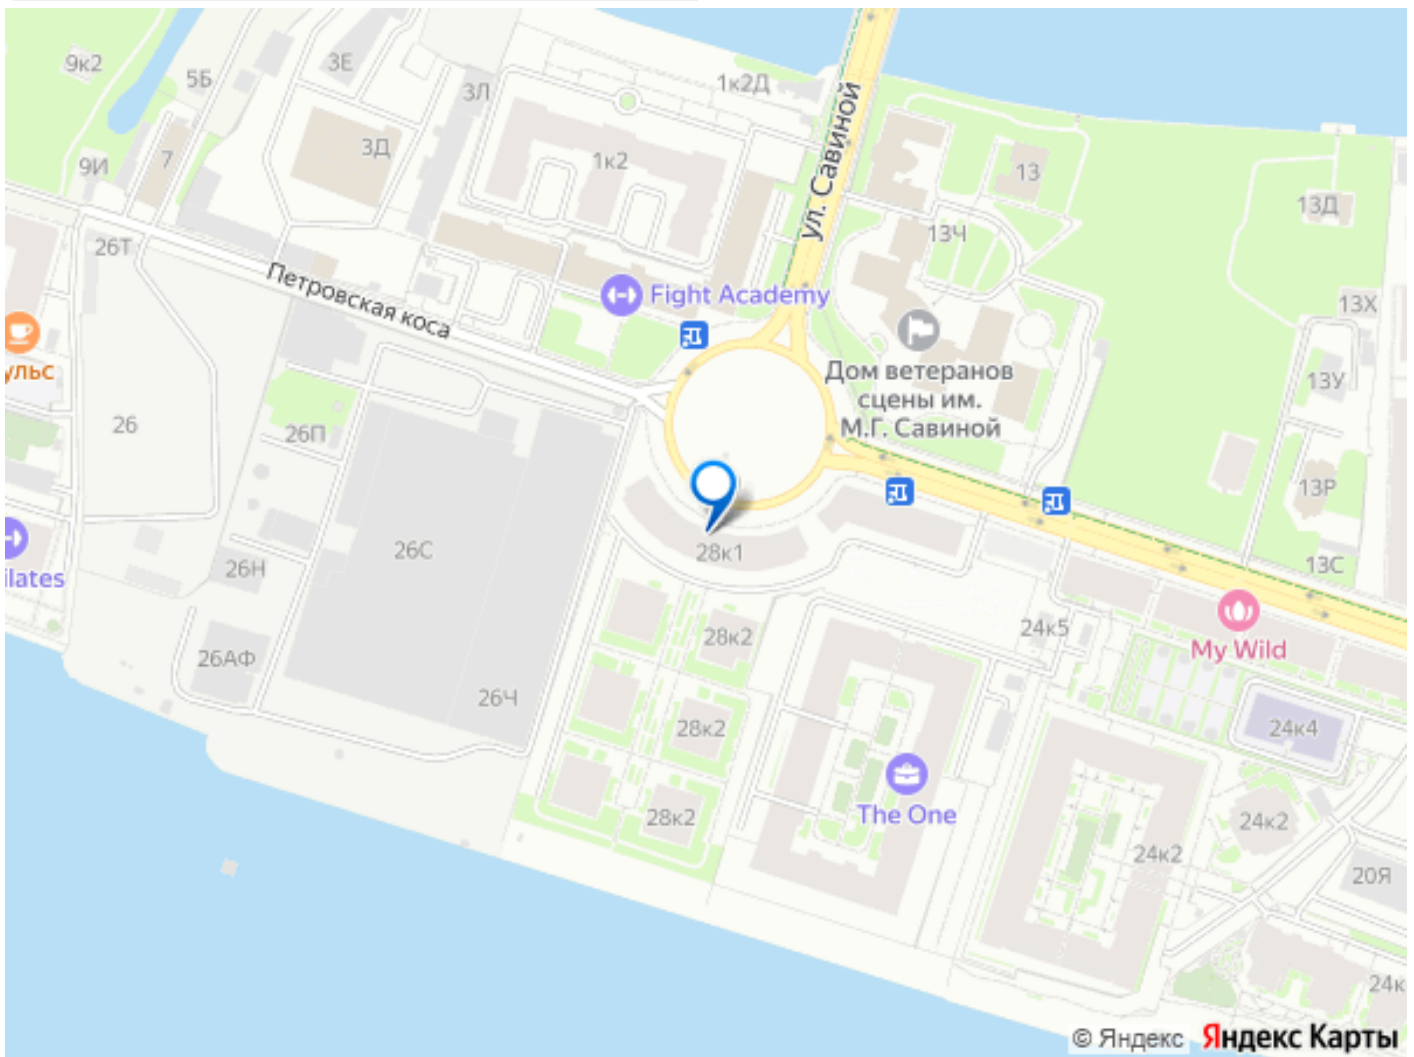 9к2
5Б
3Е
3Л
1к2Д
ул. Савиной
9И
7
3Д
1к2
13
13Д
13Ч
26Т
Петровская коса
Fight Academy
13Х
ульс
Дом ветеранов
сцены им.
М.Г. Савиной
13У
26
26П
13Р
26С
28к1
26Н
13С
ilates
24к5
28к2
My Wild
26АФ
26Ч
28к2
24к4
The One
28к2
24к2
24к2
20Я
24к
© Яндекс Яндекс Карты